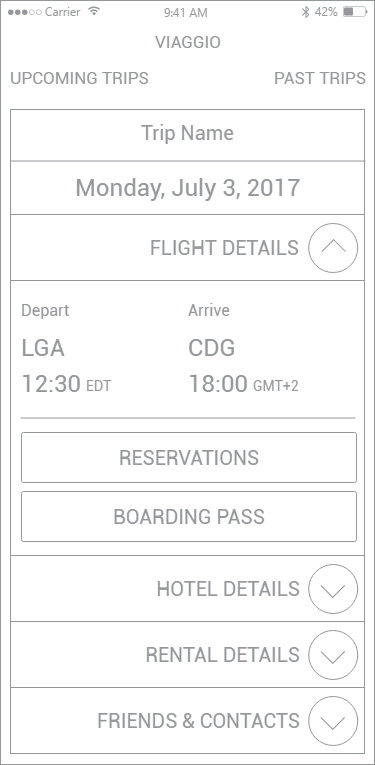 Carrier 9:41 AM 42%
VIAGGIO
UPCOMING TRIPS PAST TRIPS
Trip Name
Monday, July 3, 2017
FLIGHT DETAILS
Depart Arrive
LGA CDG
12:30 EDT 18:00 GMT+2
RESERVATIONS
BOARDING PASS
HOTEL DETAILS
RENTAL DETAILS
FRIENDS & CONTACTS